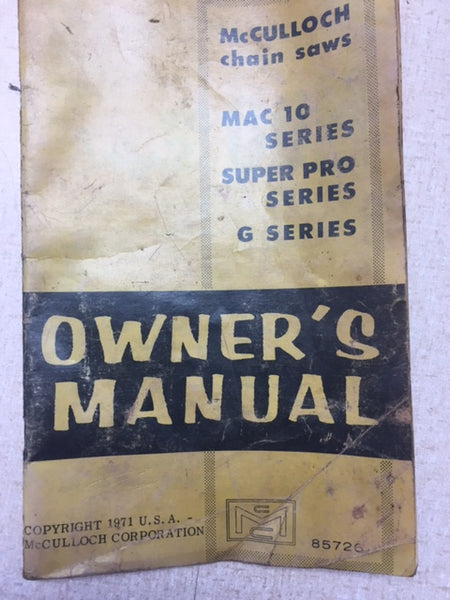 McCULLOCH
chain saws
MAC 10
SERIES
SUPER PRO
SERIES
G SERIES
OWNER'S
MANUAL
COPYRIGHT 1971 U.S.A. -
McCULLOCH CORPORATION
85726